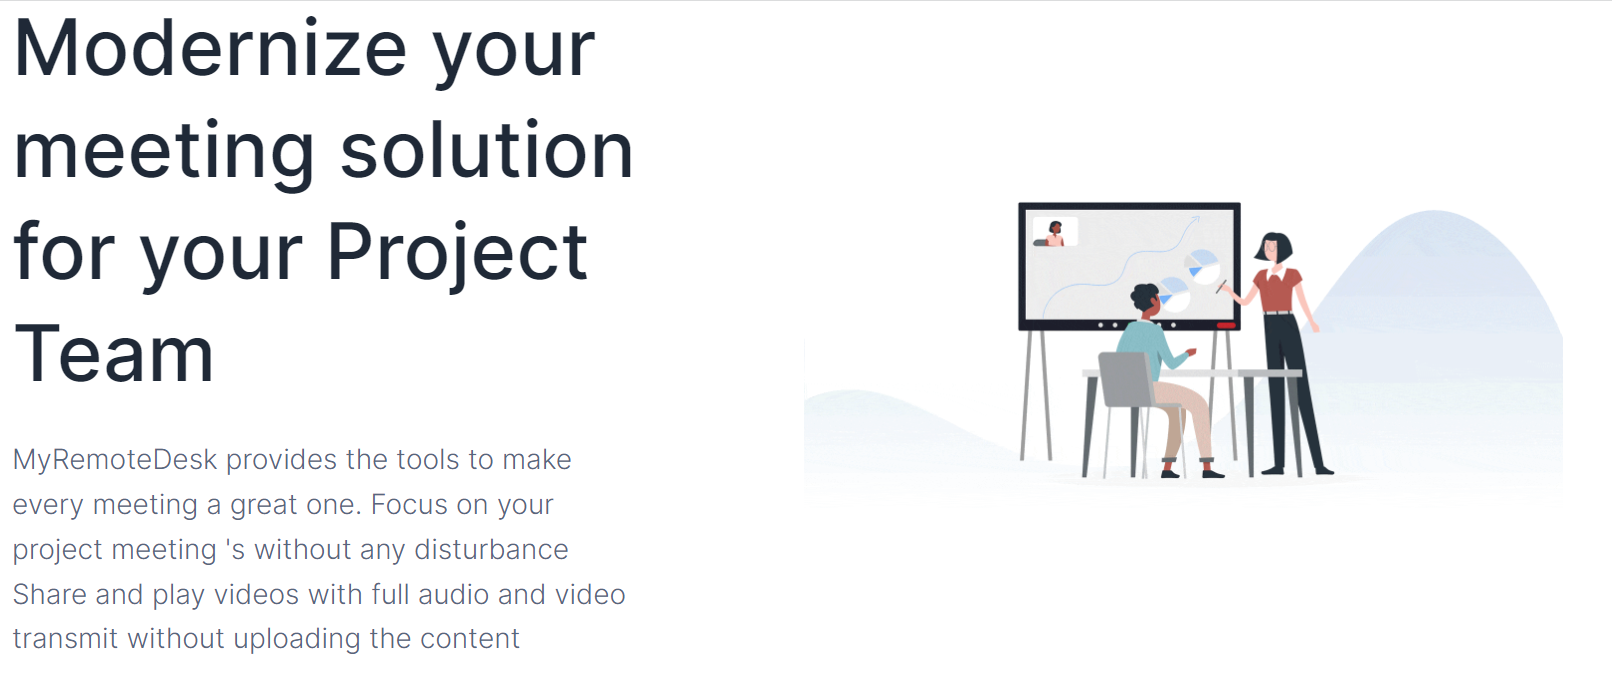 Modernize your
meeting solution
for your Project
Team
MyRemoteDesk provides the tools to make
every meeting a great one. Focus on your
project meeting 's without any disturbance
Share and play videos with full audio and video
transmit without uploading the content